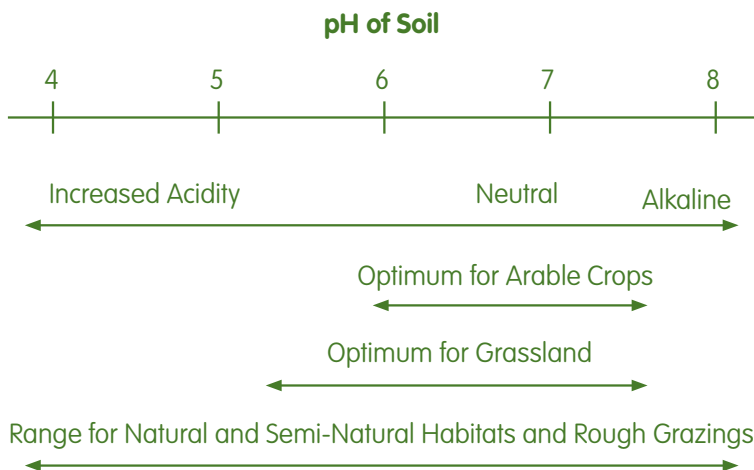 pH of Soil
4 5 6 7 8
Increased Acidity Neutral Alkaline
Optimum for Arable Crops
Optimum for Grassland
Range for Natural and Semi-Natural Habitats and Rough Grazings